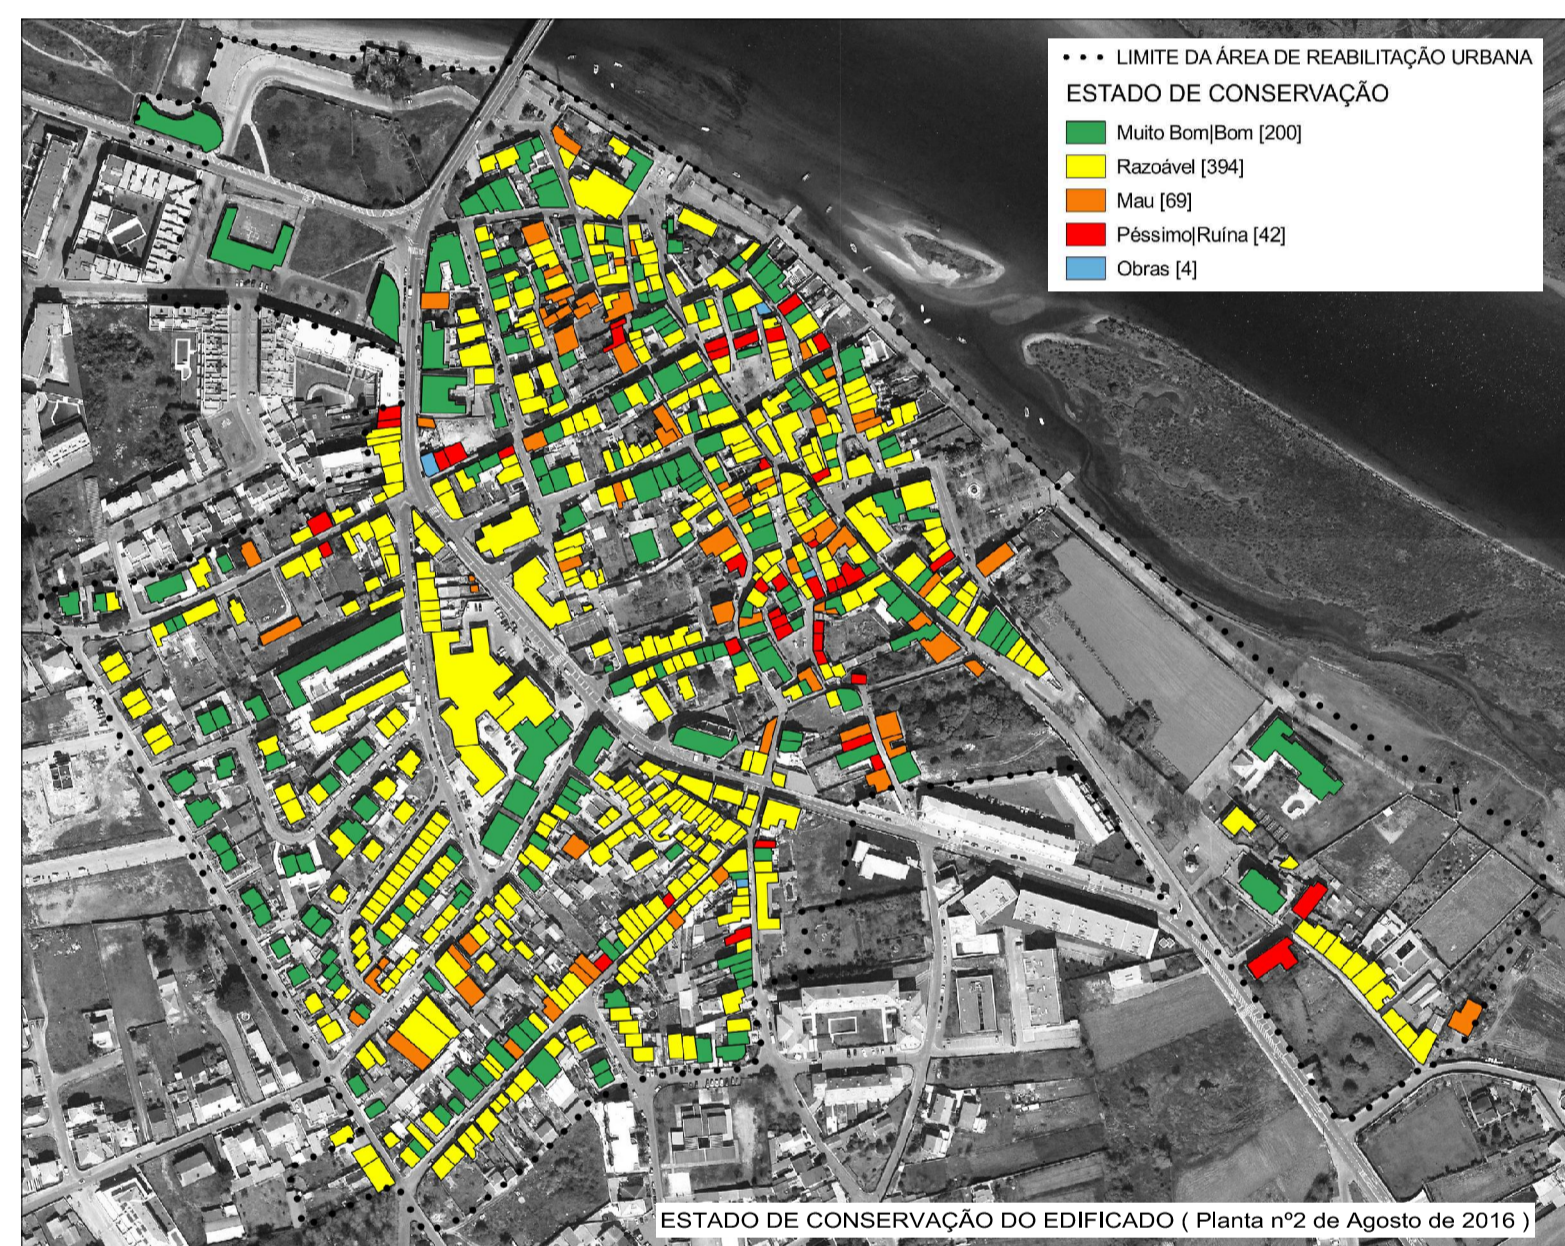 • • • LIMITE DA ÁREA DE REABILITAÇÃO URBANA
ESTADO DE CONSERVAÇÃO
Muito Bom|Bom [200]
Razoável [394]
Mau [69]
Péssimo|Ruína [42]
Obras [4]
ESTADO DE CONSERVAÇÃO DO EDIFICADO ( Planta nº2 de Agosto de 2016 )